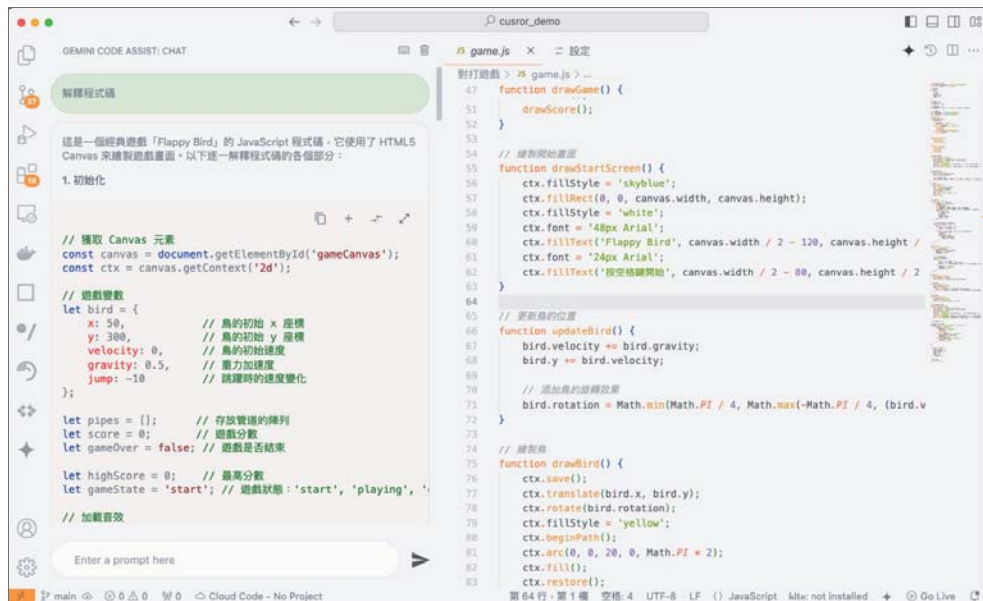 cusror_demo
GEMINI CODE ASSIST: CHAT
解釋程式碼
這是一個經典遊戲「Flappy Bird」的 JavaScript 程式碼,它使用了 HTML5
Canvas 來繪製遊戲畫面。以下逐一解釋程式碼的各個部分:
1. 初始化
// 獲取 Canvas 元素
const canvas = document.getElementById('gameCanvas');
const ctx = canvas.getContext('2d');
// 遊戲變數
let bird = {
x: 50, // 鳥的初始 x 座標
y: 300, // 鳥的初始 y 座標
velocity: 0, // 鳥的初始速度
gravity: 0.5, // 重力加速度
jump: -10 // 跳躍時的速度變化
};
let pipes = []; // 存放管道的陣列
let score = 0; // 遊戲分數
let gameOver = false; // 遊戲是否結束
let highScore = 0; // 最高分數
let gameState = 'start'; // 遊戲狀態:'start', 'playing',
// 加載音效
Enter a prompt here
37
18
JS game.js × 設定
對打遊戲 > JS game.js > ...
47 function drawGame() {
51 drawScore();
52 }
53
54 // 繪製開始畫面
55 function drawStartScreen() {
56 ctx.fillStyle = 'skyblue';
57 ctx.fillRect(0, 0, canvas.width, canvas.height);
58 ctx.fillStyle = 'white';
59 ctx.font = '48px Arial';
60 ctx.fillText('Flappy Bird', canvas.width / 2 - 120, canvas.height /
61 ctx.font = '24px Arial';
62 ctx.fillText('按空格鍵開始', canvas.width / 2 - 80, canvas.height / 2
63 }
64
65 // 更新鳥的位置
66 function updateBird() {
67 bird.velocity += bird.gravity;
68 bird.y += bird.velocity;
69
70 // 添加鳥的旋轉效果
71 bird.rotation = Math.min(Math.PI / 4, Math.max(-Math.PI / 4, (bird.v
72 }
73
74 // 繪製鳥
75 function drawBird() {
76 ctx.save();
77 ctx.translate(bird.x, bird.y);
78 ctx.rotate(bird.rotation);
79 ctx.fillStyle = 'yellow';
80 ctx.beginPath();
81 ctx.arc(0, 0, 20, 0, Math.PI * 2);
82 ctx.fill();
83 ctx.restore();
main 0 0 0 Cloud Code - No Project 第 64 行,第 1 欄 空格: 4 UTF-8 LF {} JavaScript kite: not installed Go Live